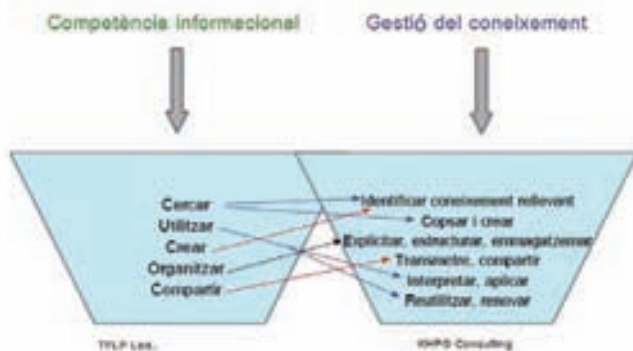 Competència informacional
Gestió del coneixement
Cercar
Utilitzar
Crear
Organitzar
Compartir
Identificar coneixement rellevant
Copsar i crear
Explicitar, estructurar, emmagatzemar
Transmetre, compartir
Interpretar, aplicar
Reutilitzar, renovar
Consulting